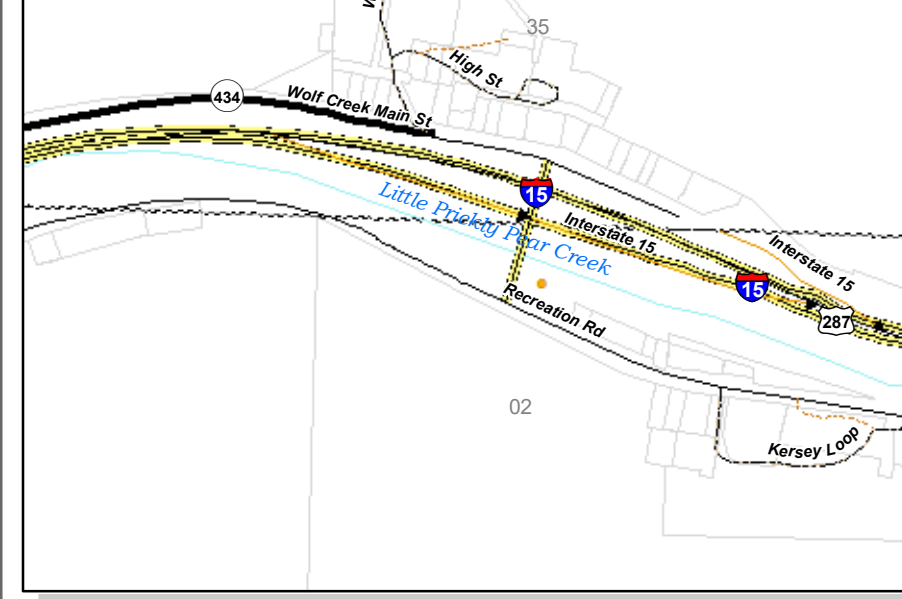 35
High St
434
Wolf Creek Main St
15
Little Prickly Pear Creek
Interstate 15
Interstate 15
15
Recreation Rd
287
02
Kersey Loop